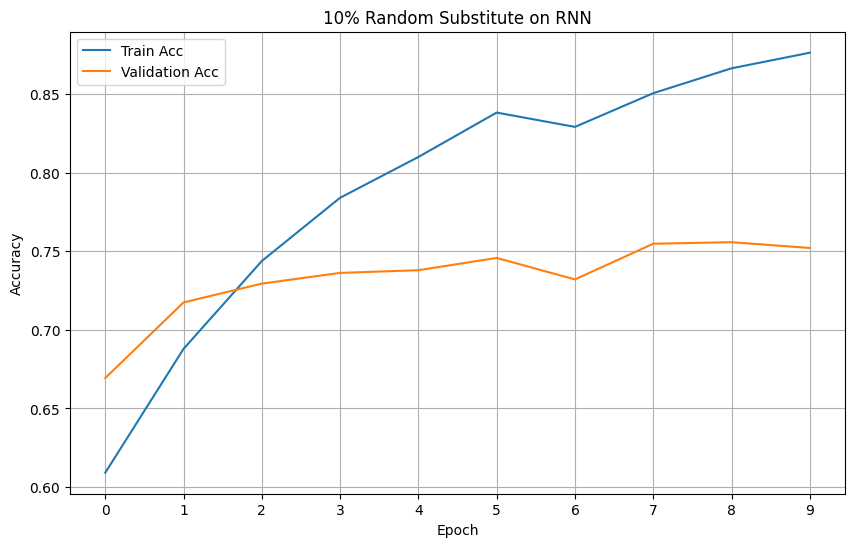 10% Random Substitute on RNN
Train Acc
Validation Acc
Accuracy
0.85
0.80
0.75
0.70
0.65
0.60
0 1 2 3 4 5 6 7 8 9
Epoch